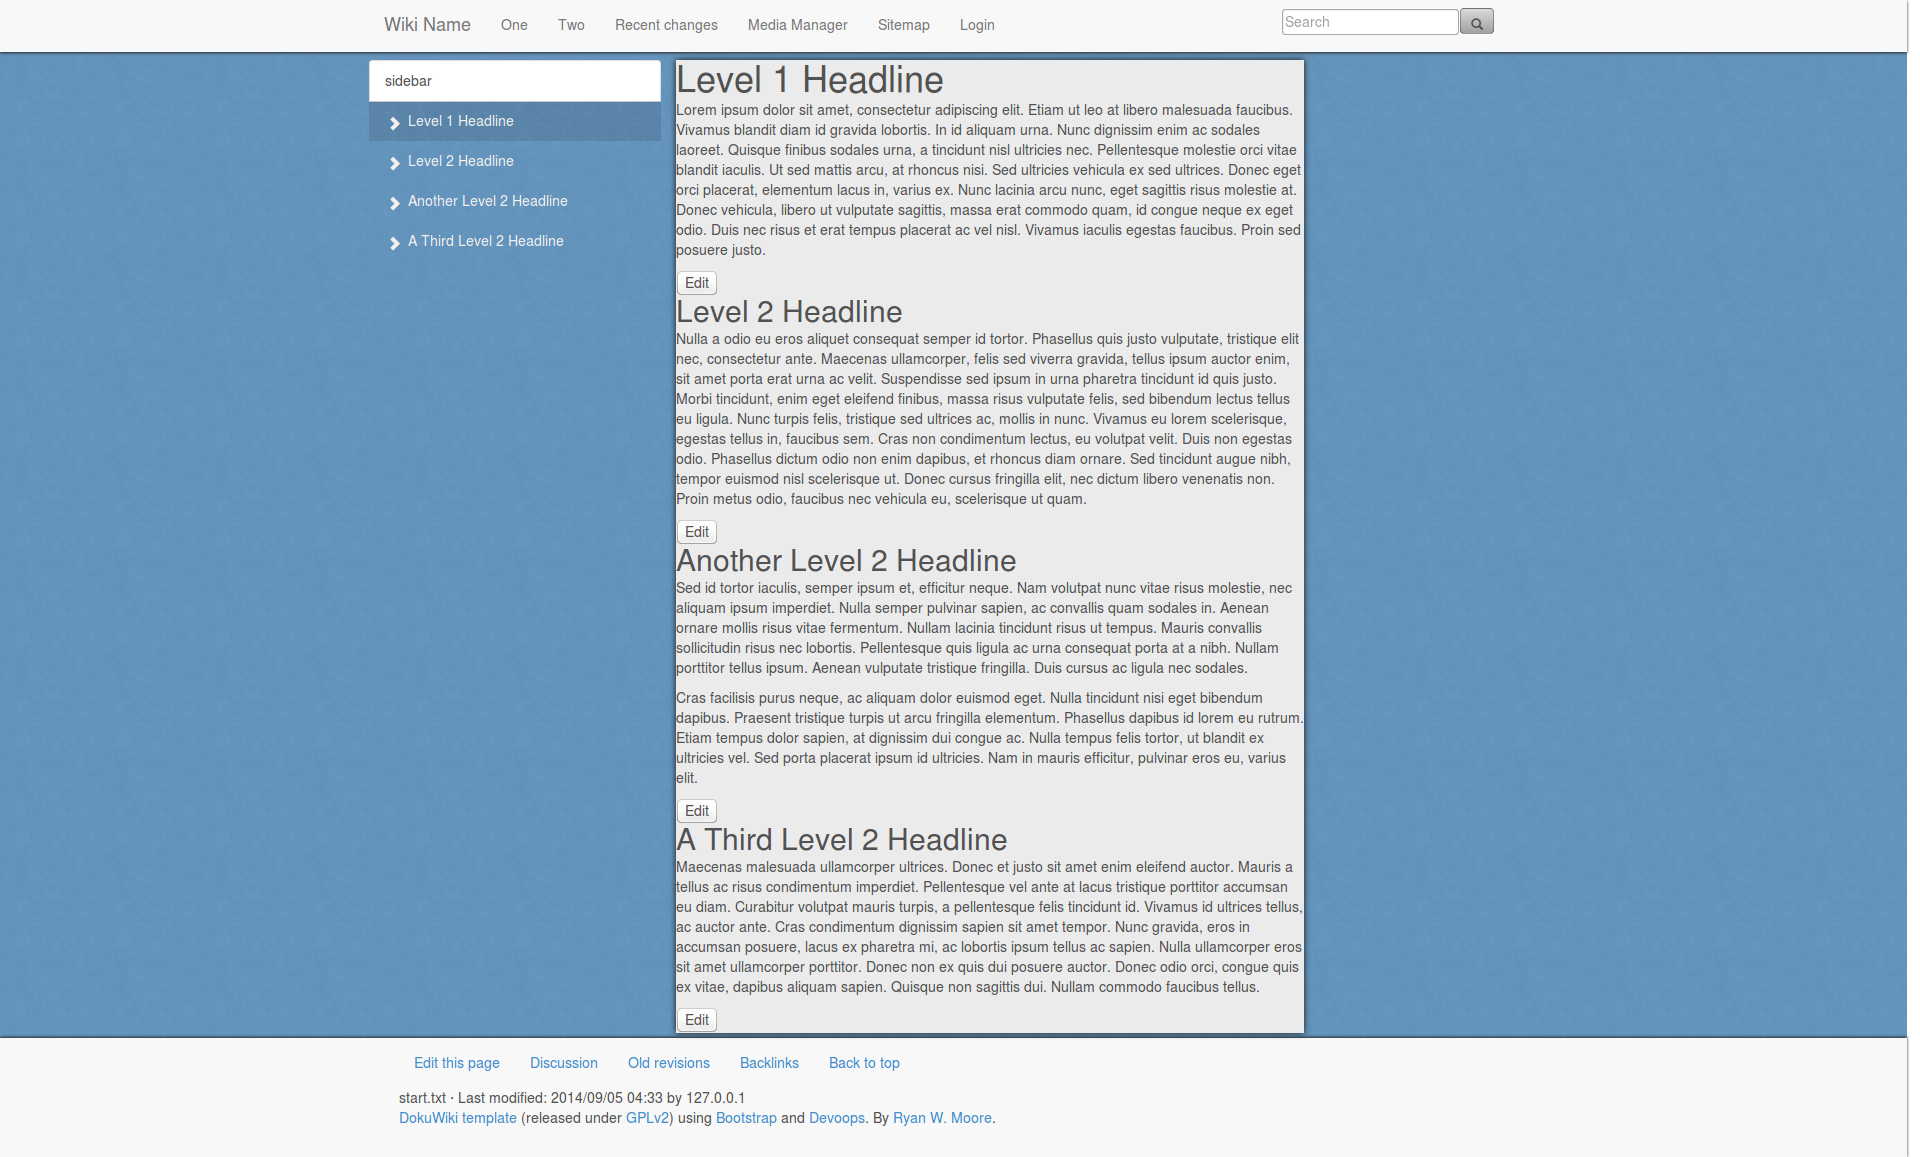 Wiki Name One Two Recent changes Media Manager Sitemap Login Search
sidebar
Level 1 Headline
Level 2 Headline
Another Level 2 Headline
A Third Level 2 Headline
Level 1 Headline
Lorem ipsum dolor sit amet, consectetur adipiscing elit. Etiam ut leo at libero malesuada faucibus.
Vivamus blandit diam id gravida lobortis. In id aliquam urna. Nunc dignissim enim ac sodales
laoreet. Quisque finibus sodales urna, a tincidunt nisl ultricies nec. Pellentesque molestie orci vitae
blandit iaculis. Ut sed mattis arcu, at rhoncus nisi. Sed ultricies vehicula ex sed ultrices. Donec eget
orci placerat, elementum lacus in, varius ex. Nunc lacinia arcu nunc, eget sagittis risus molestie at.
Donec vehicula, libero ut vulputate sagittis, massa erat commodo quam, id congue neque ex eget
odio. Duis nec risus et erat tempus placerat ac vel nisl. Vivamus iaculis egestas faucibus. Proin sed
posuere justo.
Edit
Level 2 Headline
Nulla a odio eu eros aliquet consequat semper id tortor. Phasellus quis justo vulputate, tristique elit
nec, consectetur ante. Maecenas ullamcorper, felis sed viverra gravida, tellus ipsum auctor enim,
sit amet porta erat urna ac velit. Suspendisse sed ipsum in urna pharetra tincidunt id quis justo.
Morbi tincidunt, enim eget eleifend finibus, massa risus vulputate felis, sed bibendum lectus tellus
eu ligula. Nunc turpis felis, tristique sed ultrices ac, mollis in nunc. Vivamus eu lorem scelerisque,
egestas tellus in, faucibus sem. Cras non condimentum lectus, eu volutpat velit. Duis non egestas
odio. Phasellus dictum odio non enim dapibus, et rhoncus diam ornare. Sed tincidunt augue nibh,
tempor euismod nisl scelerisque ut. Donec cursus fringilla elit, nec dictum libero venenatis non.
Proin metus odio, faucibus nec vehicula eu, scelerisque ut quam.
Edit
Another Level 2 Headline
Sed id tortor iaculis, semper ipsum et, efficitur neque. Nam volutpat nunc vitae risus molestie, nec
aliquam ipsum imperdiet. Nulla semper pulvinar sapien, ac convallis quam sodales in. Aenean
ornare mollis risus vitae fermentum. Nullam lacinia tincidunt risus ut tempus. Mauris convallis
sollicitudin risus nec lobortis. Pellentesque quis ligula ac urna consequat porta at a nibh. Nullam
porttitor tellus ipsum. Aenean vulputate tristique fringilla. Duis cursus ac ligula nec sodales.
Cras facilisis purus neque, ac aliquam dolor euismod eget. Nulla tincidunt nisi eget bibendum
dapibus. Praesent tristique turpis ut arcu fringilla elementum. Phasellus dapibus id lorem eu rutrum.
Etiam tempus dolor sapien, at dignissim dui congue ac. Nulla tempus felis tortor, ut blandit ex
ultricies vel. Sed porta placerat ipsum id ultricies. Nam in mauris efficitur, pulvinar eros eu, varius
elit.
Edit
A Third Level 2 Headline
Maecenas malesuada ullamcorper ultrices. Donec et justo sit amet enim eleifend auctor. Mauris a
tellus ac risus condimentum imperdiet. Pellentesque vel ante at lacus tristique porttitor accumsan
eu diam. Curabitur volutpat mauris turpis, a pellentesque felis tincidunt id. Vivamus id ultrices tellus,
ac auctor ante. Cras condimentum dignissim sapien sit amet tempor. Nunc gravida, eros in
accumsan posuere, lacus ex pharetra mi, ac lobortis ipsum tellus ac sapien. Nulla ullamcorper eros
sit amet ullamcorper porttitor. Donec non ex quis dui posuere auctor. Donec odio orci, congue quis
ex vitae, dapibus aliquam sapien. Quisque non sagittis dui. Nullam commodo faucibus tellus.
Edit
Edit this page Discussion Old revisions Backlinks Back to top
start.txt · Last modified: 2014/09/05 04:33 by 127.0.0.1
DokuWiki template (released under GPLv2) using Bootstrap and Devoops. By Ryan W. Moore.